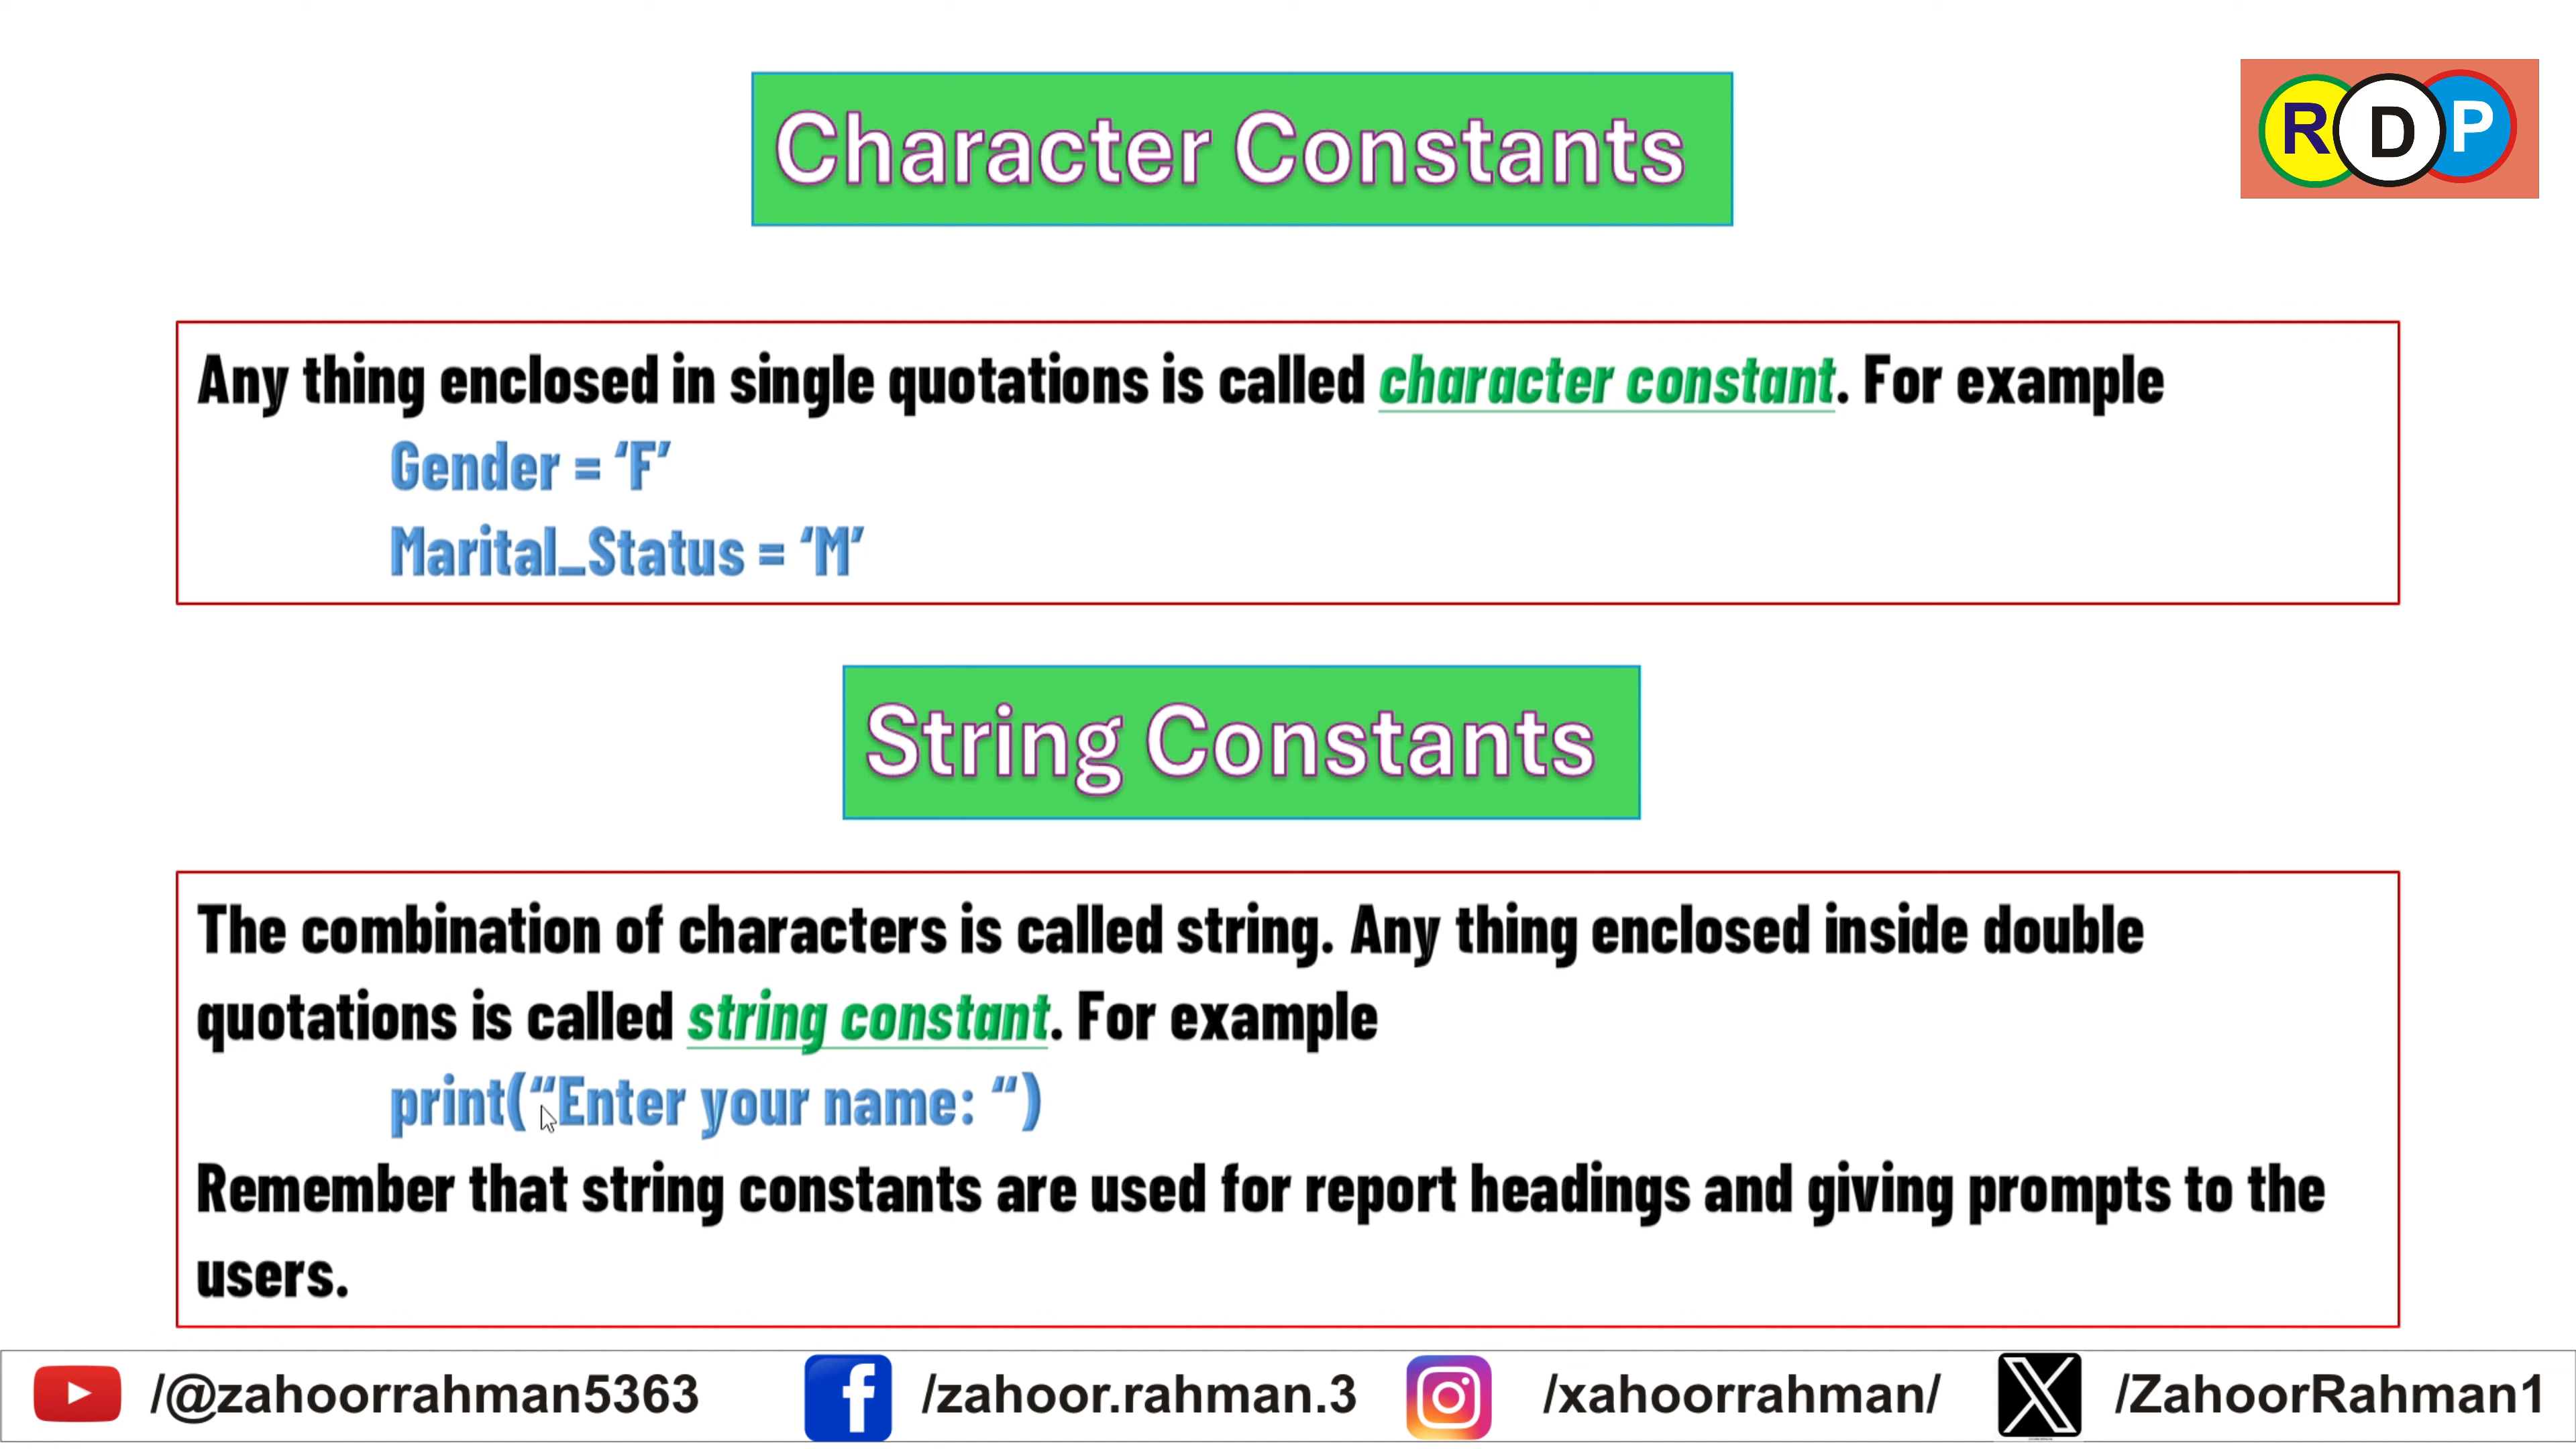 Character Constants
R D P
Any thing enclosed in single quotations is called character constant. For example
Gender = ‘F’
Marital_Status = ‘M’
String Constants
The combination of characters is called string. Any thing enclosed inside double
quotations is called string constant. For example
print(“Enter your name: “)
Remember that string constants are used for report headings and giving prompts to the
users.
/@zahoorrahman5363 /zahoor.rahman.3 /xahoorrahman/ /ZahoorRahman1